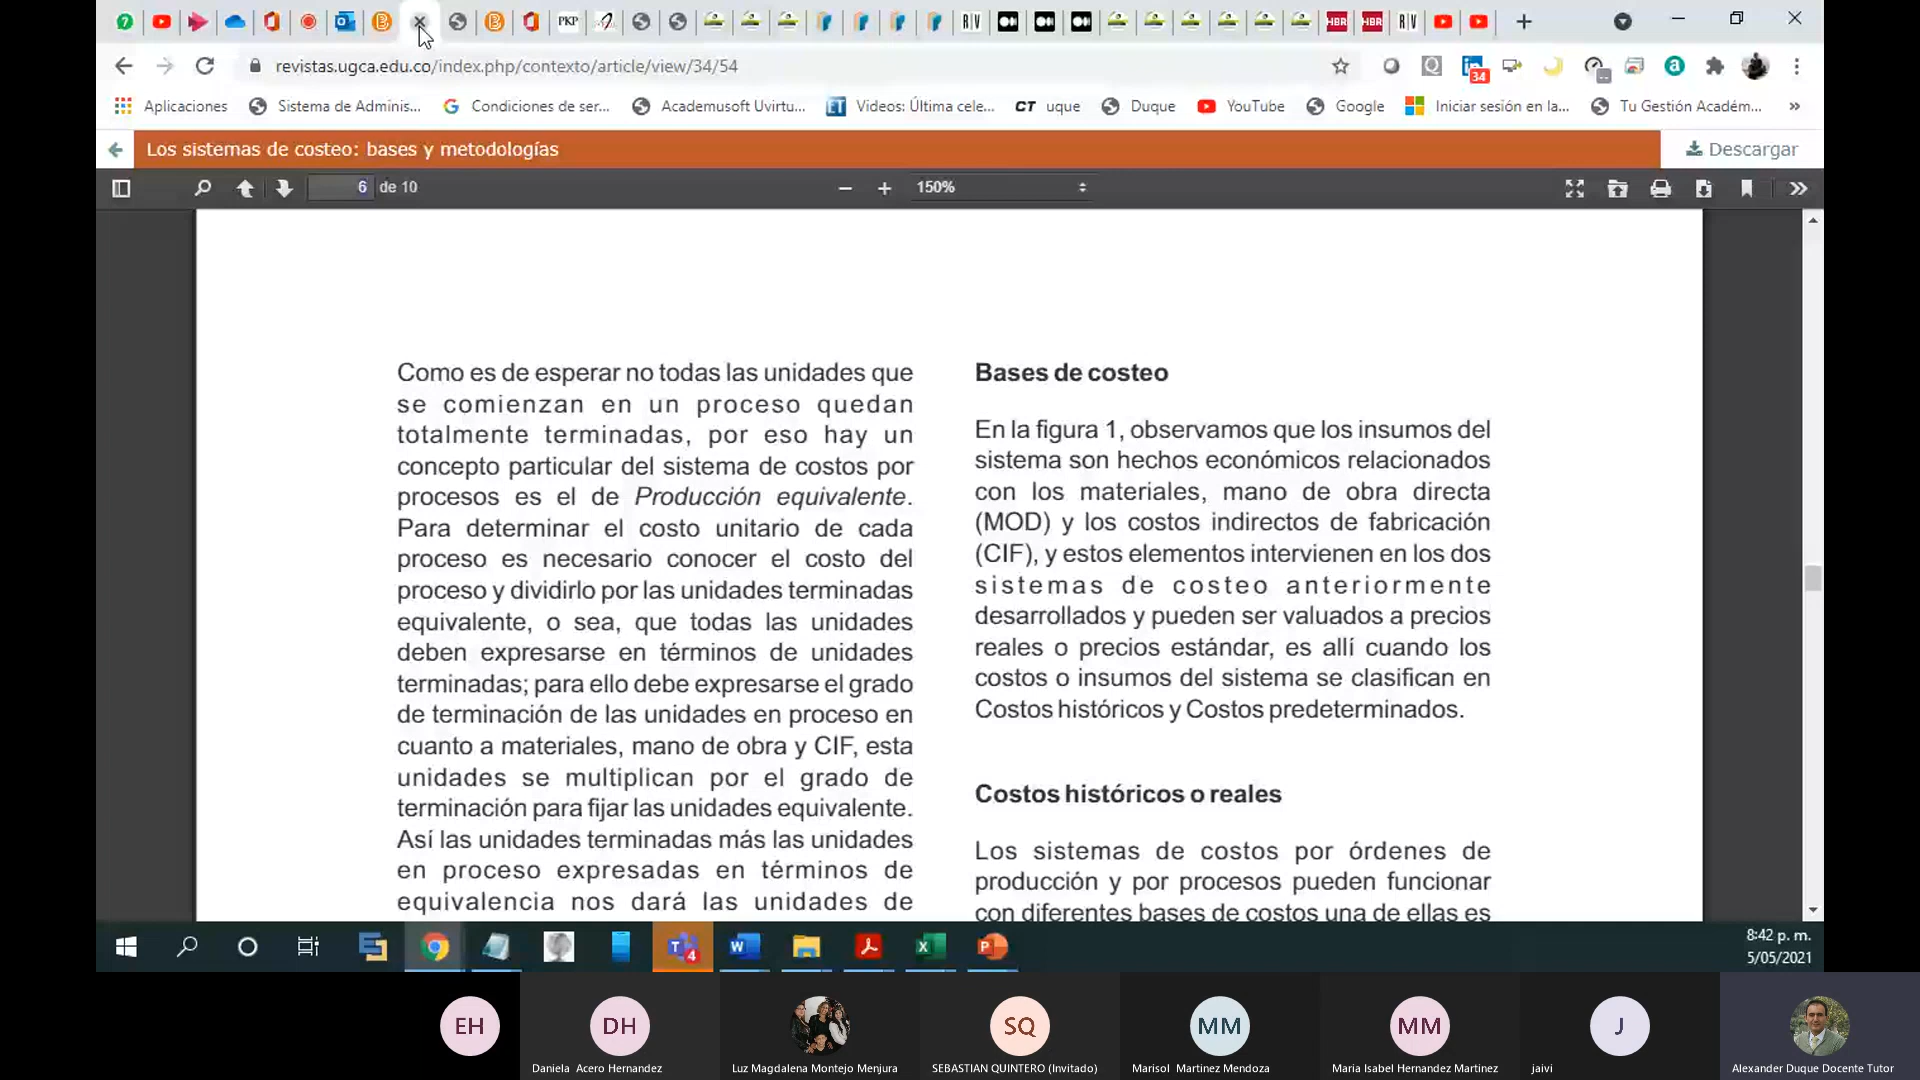 PKP
R|V
HBR
HBR
R|V
revistas.ugca.edu.co/index.php/contexto/article/view/34/54
34
Aplicaciones
Sistema de Adminis...
Condiciones de ser...
Academusoft Uvirtu...
ET
Videos: Última cele...
CT
uque
Duque
YouTube
Google
Iniciar sesión en la...
Tu Gestión Académ...
»
Los sistemas de costeo: bases y metodologías
Descargar
6 de 10
150%
Como es de esperar no todas las unidades que
se comienzan en un proceso quedan
totalmente terminadas, por eso hay un
concepto particular del sistema de costos por
procesos es el de Producción equivalente.
Para determinar el costo unitario de cada
proceso es necesario conocer el costo del
proceso y dividirlo por las unidades terminadas
equivalente, o sea, que todas las unidades
deben expresarse en términos de unidades
terminadas; para ello debe expresarse el grado
de terminación de las unidades en proceso en
cuanto a materiales, mano de obra y CIF, esta
unidades se multiplican por el grado de
terminación para fijar las unidades equivalente.
Así las unidades terminadas más las unidades
en proceso expresadas en términos de
equivalencia nos dará las unidades de
Bases de costeo
En la figura 1, observamos que los insumos del
sistema son hechos económicos relacionados
con los materiales, mano de obra directa
(MOD) y los costos indirectos de fabricación
(CIF), y estos elementos intervienen en los dos
sistemas de costeo anteriormente
desarrollados y pueden ser valuados a precios
reales o precios estándar, es allí cuando los
costos o insumos del sistema se clasifican en
Costos históricos y Costos predeterminados.
Costos históricos o reales
Los sistemas de costos por órdenes de
producción y por procesos pueden funcionar
con diferentes bases de costos una de ellas es
4
8:42 p. m.
5/05/2021
EH
DH
SQ
MM
MM
J
Daniela Acero Hernandez
Luz Magdalena Montejo Menjura
SEBASTIAN QUINTERO (Invitado)
Marisol Martinez Mendoza
Maria Isabel Hernandez Martinez
jaivi
Alexander Duque Docente Tutor